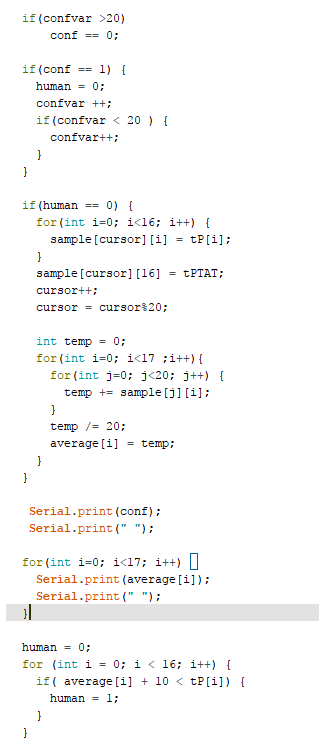 if(confvar >20)
conf == 0;
if(conf == 1) {
human = 0;
confvar ++;
if(confvar < 20 ) {
confvar++;
}
}
if(human == 0) {
for(int i=0; i<16; i++) {
sample[cursor][i] = tP[i];
}
sample[cursor][16] = tPTAT;
cursor++;
cursor = cursor%20;
int temp = 0;
for(int i=0; i<17 ;i++){
for(int j=0; j<20; j++) {
temp += sample[j][i];
}
temp /= 20;
average[i] = temp;
}
}
Serial.print(conf);
Serial.print(" ");
for(int i=0; i<17; i++) {
Serial.print(average[i]);
Serial.print(" ");
}
human = 0;
for (int i = 0; i < 16; i++) {
if( average[i] + 10 < tP[i]) {
human = 1;
}
}